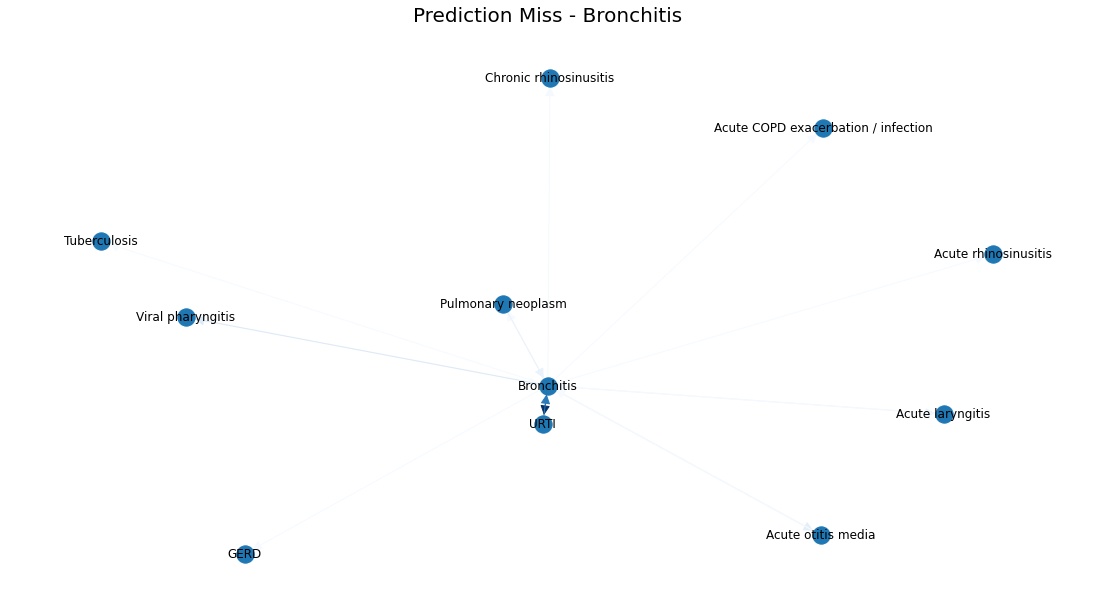 Prediction Miss - Bronchitis
Chronic rhinosinusitis
Acute COPD exacerbation / infection
Tuberculosis
Acute rhinosinusitis
Pulmonary neoplasm
Viral pharyngitis
Bronchitis
Acute laryngitis
URTI
Acute otitis media
GERD